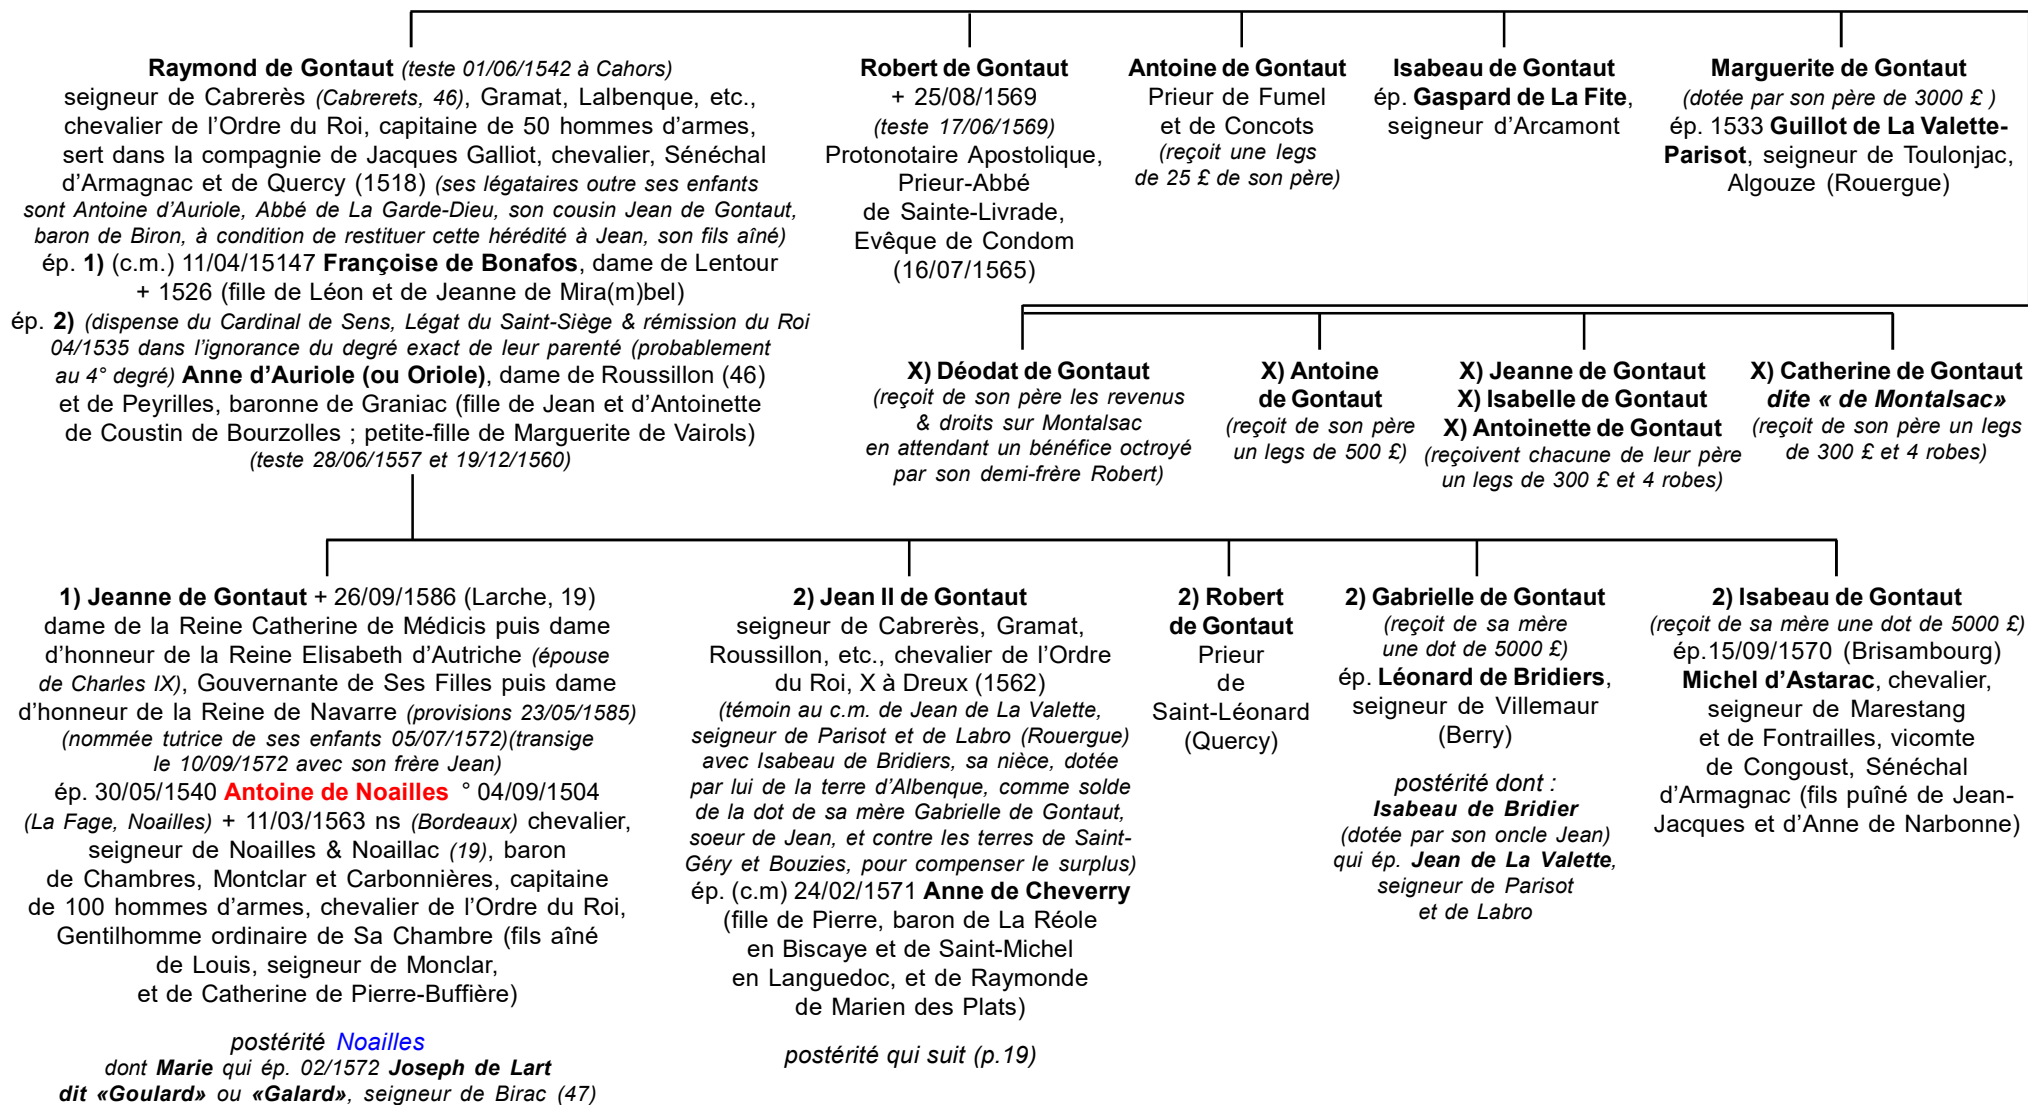 Raymond de Gontaut (teste 01/06/1542 à Cahors)
seigneur de Cabrerès (Cabrerets, 46), Gramat, Lalbenque, etc.,
chevalier de l’Ordre du Roi, capitaine de 50 hommes d’armes,
sert dans la compagnie de Jacques Galliot, chevalier, Sénéchal
d’Armagnac et de Quercy (1518) (ses légataires outre ses enfants
sont Antoine d’Auriole, Abbé de La Garde-Dieu, son cousin Jean de Gontaut,
baron de Biron, à condition de restituer cette hérédité à Jean, son fils aîné)
ép. 1) (c.m.) 11/04/15147 Françoise de Bonafos, dame de Lentour
+ 1526 (fille de Léon et de Jeanne de Mira(m)bel)
ép. 2) (dispense du Cardinal de Sens, Légat du Saint-Siège & rémission du Roi
04/1535 dans l’ignorance du degré exact de leur parenté (probablement
au 4° degré) Anne d’Auriole (ou Oriole), dame de Roussillon (46)
et de Peyrilles, baronne de Graniac (fille de Jean et d’Antoinette
de Coustin de Bourzolles ; petite-fille de Marguerite de Vairols)
(teste 28/06/1557 et 19/12/1560)
Robert de Gontaut
+ 25/08/1569
(teste 17/06/1569)
Protonotaire Apostolique,
Prieur-Abbé
de Sainte-Livrade,
Evêque de Condom
(16/07/1565)
Antoine de Gontaut
Prieur de Fumel
et de Concots
(reçoit une legs
de 25 £ de son père)
Isabeau de Gontaut
ép. Gaspard de La Fite,
seigneur d’Arcamont
Marguerite de Gontaut
(dotée par son père de 3000 £ )
ép. 1533 Guillot de La Valette-
Parisot, seigneur de Toulonjac,
Algouze (Rouergue)
X) Déodat de Gontaut
(reçoit de son père les revenus
& droits sur Montalsac
en attendant un bénéfice octroyé
par son demi-frère Robert)
X) Antoine
de Gontaut
(reçoit de son père
un legs de 500 £)
X) Jeanne de Gontaut
X) Isabelle de Gontaut
X) Antoinette de Gontaut
(reçoivent chacune de leur père
un legs de 300 £ et 4 robes)
X) Catherine de Gontaut
dite « de Montalsac»
(reçoit de son père un legs
de 300 £ et 4 robes)
1) Jeanne de Gontaut + 26/09/1586 (Larche, 19)
dame de la Reine Catherine de Médicis puis dame
d’honneur de la Reine Elisabeth d’Autriche (épouse
de Charles IX), Gouvernante de Ses Filles puis dame
d’honneur de la Reine de Navarre (provisions 23/05/1585)
(nommée tutrice de ses enfants 05/07/1572)(transige
le 10/09/1572 avec son frère Jean)
ép. 30/05/1540 Antoine de Noailles ° 04/09/1504
(La Fage, Noailles) + 11/03/1563 ns (Bordeaux) chevalier,
seigneur de Noailles & Noaillac (19), baron
de Chambres, Montclar et Carbonnières, capitaine
de 100 hommes d’armes, chevalier de l’Ordre du Roi,
Gentilhomme ordinaire de Sa Chambre (fils aîné
de Louis, seigneur de Monclar,
et de Catherine de Pierre-Buffière)
postérité Noailles
dont Marie qui ép. 02/1572 Joseph de Lart
dit «Goulard» ou «Galard», seigneur de Birac (47)
2) Jean II de Gontaut
seigneur de Cabrerès, Gramat,
Roussillon, etc., chevalier de l’Ordre
du Roi, X à Dreux (1562)
(témoin au c.m. de Jean de La Valette,
seigneur de Parisot et de Labro (Rouergue)
avec Isabeau de Bridiers, sa nièce, dotée
par lui de la terre d’Albenque, comme solde
de la dot de sa mère Gabrielle de Gontaut,
soeur de Jean, et contre les terres de Saint-
Géry et Bouzies, pour compenser le surplus)
ép. (c.m) 24/02/1571 Anne de Cheverry
(fille de Pierre, baron de La Réole
en Biscaye et de Saint-Michel
en Languedoc, et de Raymonde
de Marien des Plats)
postérité qui suit (p.19)
2) Robert
de Gontaut
Prieur
de
Saint-Léonard
(Quercy)
2) Gabrielle de Gontaut
(reçoit de sa mère
une dot de 5000 £)
ép. Léonard de Bridiers,
seigneur de Villemaur
(Berry)
postérité dont :
Isabeau de Bridier
(dotée par son oncle Jean)
qui ép. Jean de La Valette,
seigneur de Parisot
et de Labro
2) Isabeau de Gontaut
(reçoit de sa mère une dot de 5000 £)
ép.15/09/1570 (Brisambourg)
Michel d’Astarac, chevalier,
seigneur de Marestang
et de Fontrailles, vicomte
de Congoust, Sénéchal
d’Armagnac (fils puîné de Jean-
Jacques et d’Anne de Narbonne)